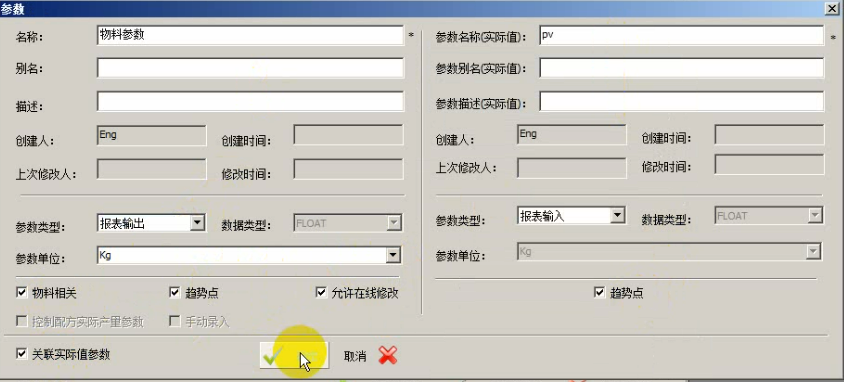 参数
名称: 物料参数 *
别名:
描述:
创建人: Eng 创建时间:
上次修改人: 修改时间:
参数类型: 报表输出 数据类型: FLOAT
参数单位: Kg
物料相关 趋势点 允许在线修改
控制配方实际产量参数 手动录入
关联实际值参数 取消
参数名称(实际值): pv *
参数别名(实际值):
参数描述(实际值):
创建人: Eng 创建时间:
上次修改人: 修改时间:
参数类型: 报表输入 数据类型: FLOAT
参数单位: Kg
趋势点